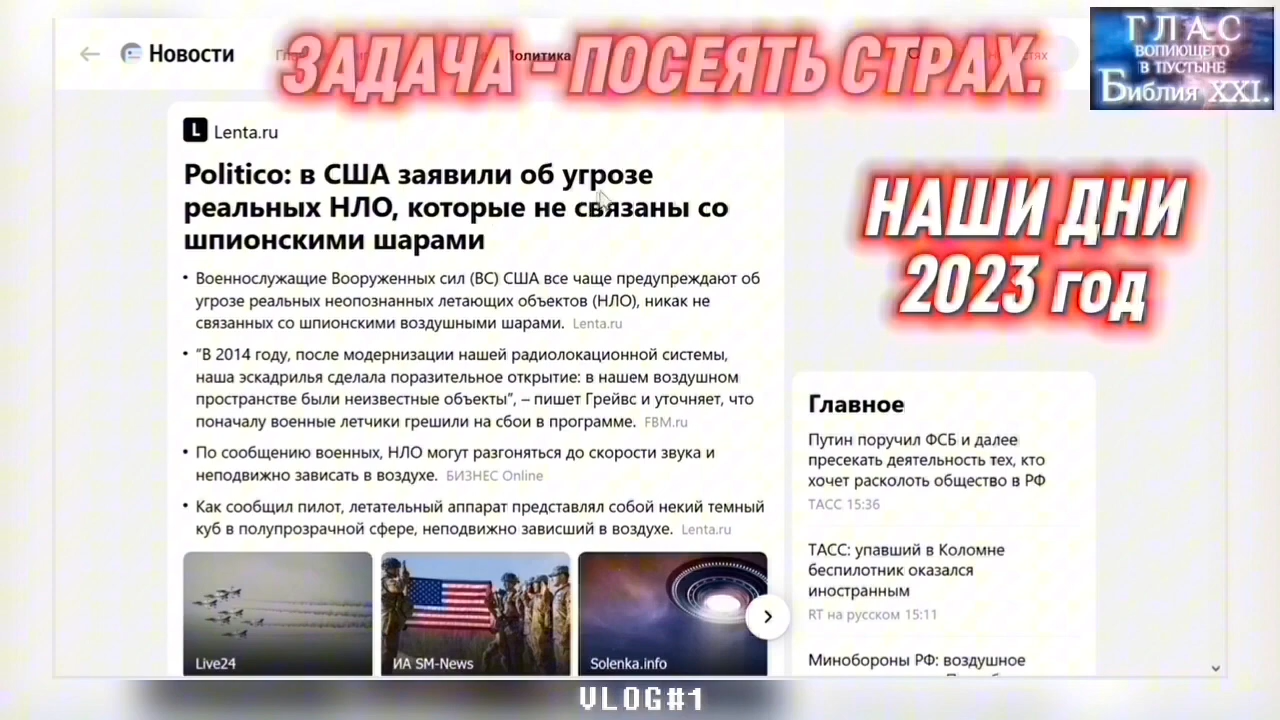 ЗАДАЧА - ПОСЕЯТЬ СТРАХ.
ГЛАС
ВОПИЮЩЕГО
В ПУСТЫНЕ
Библия XXI.
Новости
Политика
L Lenta.ru
Politico: в США заявили об угрозе
реальных НЛО, которые не связаны со
шпионскими шарами
• Военнослужащие Вооруженных сил (ВС) США все чаще предупреждают об
угрозе реальных неопознанных летающих объектов (НЛО), никак не
связанных со шпионскими воздушными шарами. Lenta.ru
• “В 2014 году, после модернизации нашей радиолокационной системы,
наша эскадрилья сделала поразительное открытие: в нашем воздушном
пространстве были неизвестные объекты”, – пишет Грейвс и уточняет, что
поначалу военные летчики грешили на сбои в программе. FBM.ru
• По сообщению военных, НЛО могут разгоняться до скорости звука и
неподвижно зависать в воздухе. БИЗНЕС Online
• Как сообщил пилот, летательный аппарат представлял собой некий темный
куб в полупрозрачной сфере, неподвижно зависший в воздухе. Lenta.ru
Live24
ИА SM-News
Solenka.info
НАШИ ДНИ
2023 год
Главное
Путин поручил ФСБ и далее
пресекать деятельность тех, кто
хочет расколоть общество в РФ
ТАСС 15:36
ТАСС: упавший в Коломне
беспилотник оказался
иностранным
RT на русском 15:11
Минобороны РФ: воздушное
VLOG#1